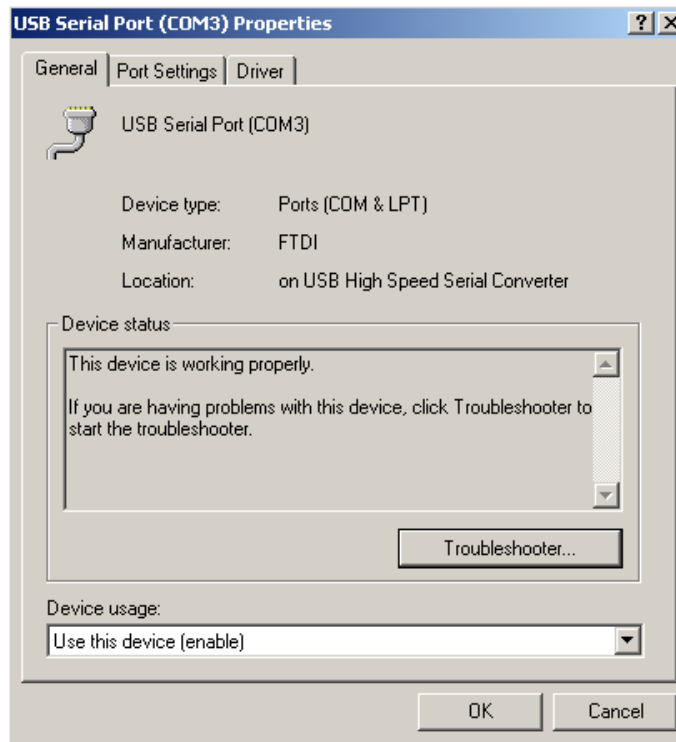 USB Serial Port (COM3) Properties
General Port Settings Driver
USB Serial Port (COM3)
Device type: Ports (COM & LPT)
Manufacturer: FTDI
Location: on USB High Speed Serial Converter
Device status
This device is working properly.
If you are having problems with this device, click Troubleshooter to
start the troubleshooter.
Troubleshooter...
Device usage:
Use this device (enable)
OK Cancel